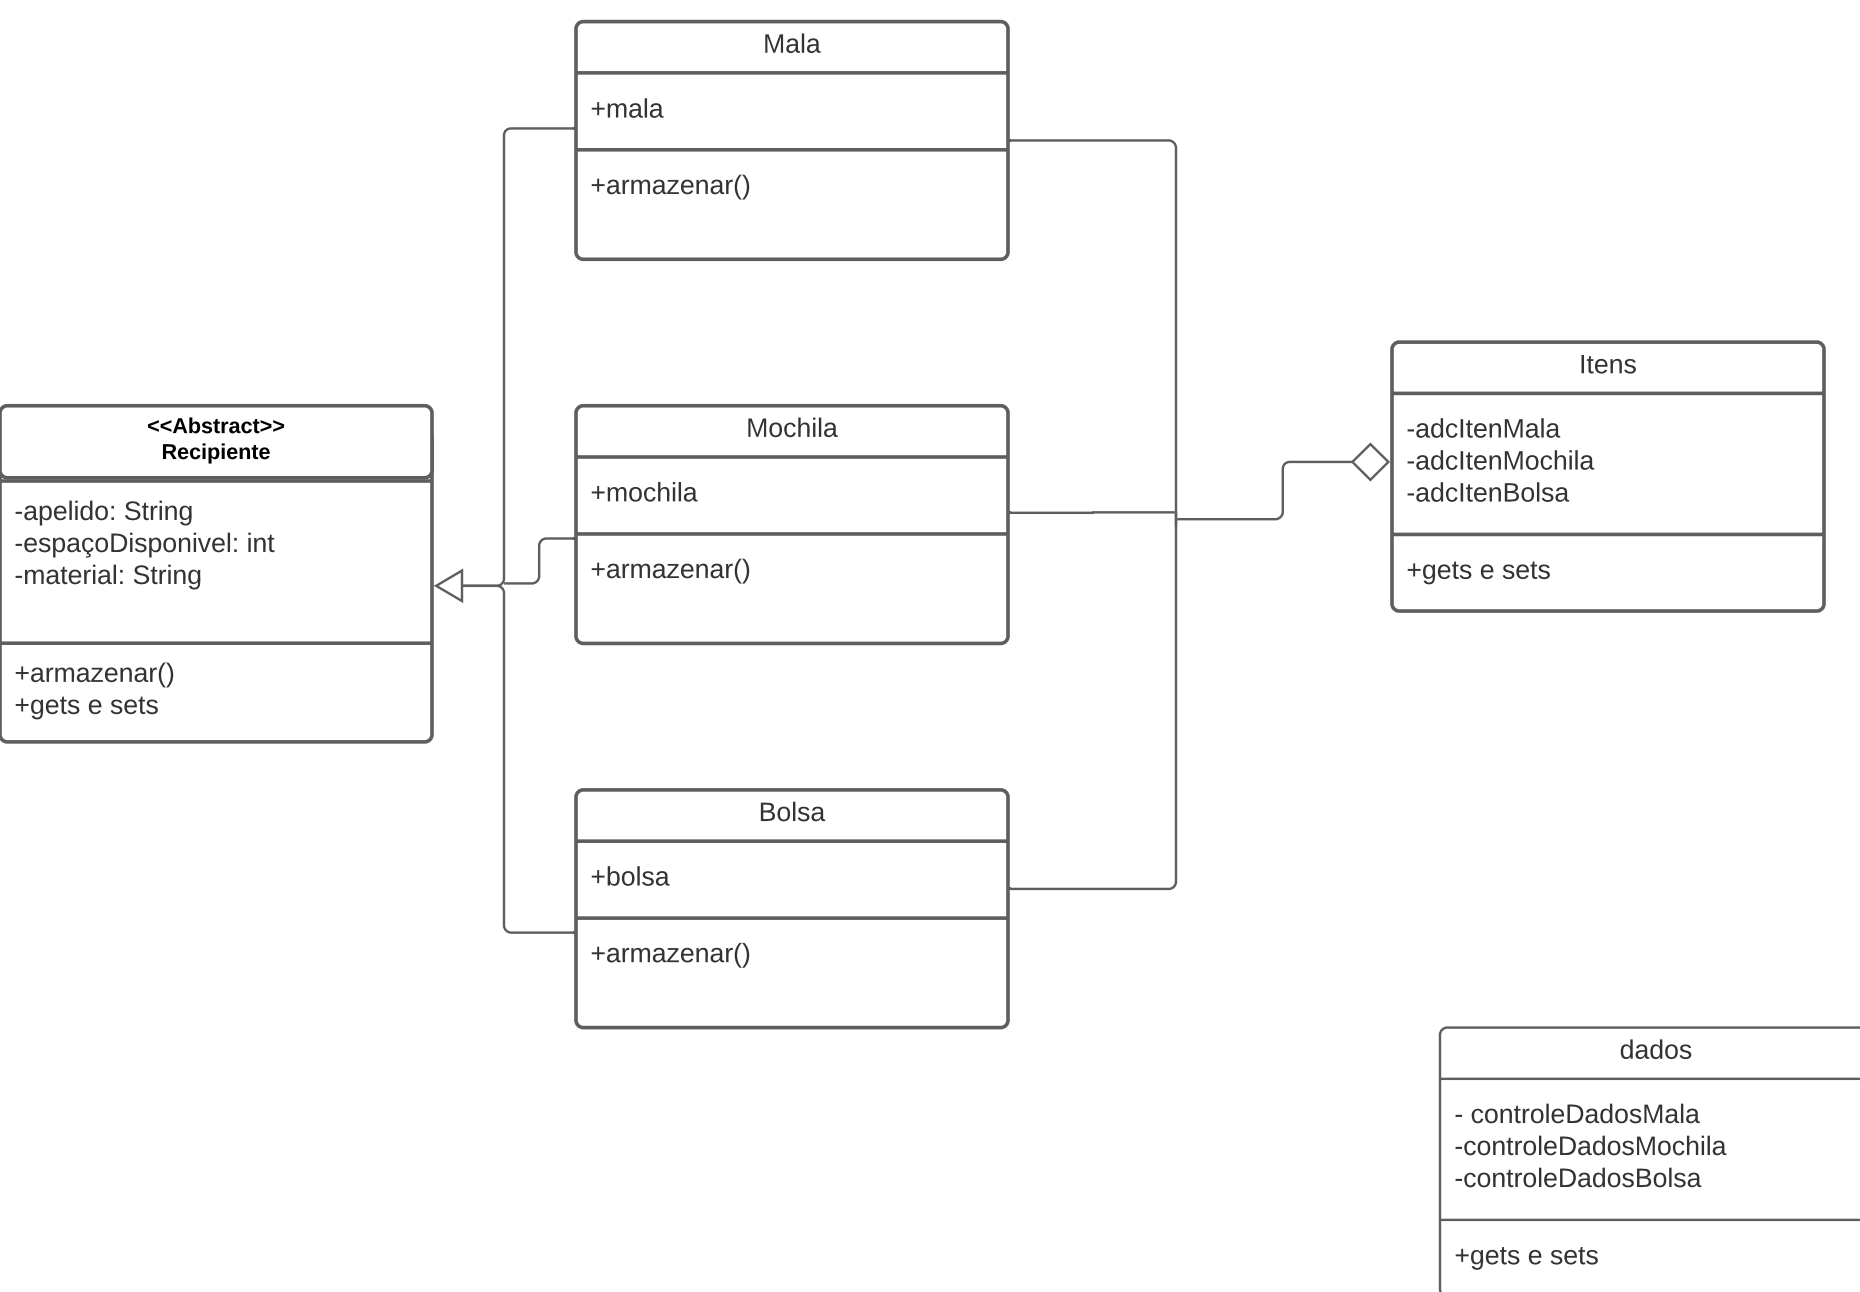 Mala
+mala
+armazenar()
<<Abstract>>
Recipiente
-apelido: String
-espaçoDisponivel: int
-material: String
+armazenar()
+gets e sets
Mochila
+mochila
+armazenar()
Itens
-adcItenMala
-adcItenMochila
-adcItenBolsa
+gets e sets
Bolsa
+bolsa
+armazenar()
dados
- controleDadosMala
-controleDadosMochila
-controleDadosBolsa
+gets e sets